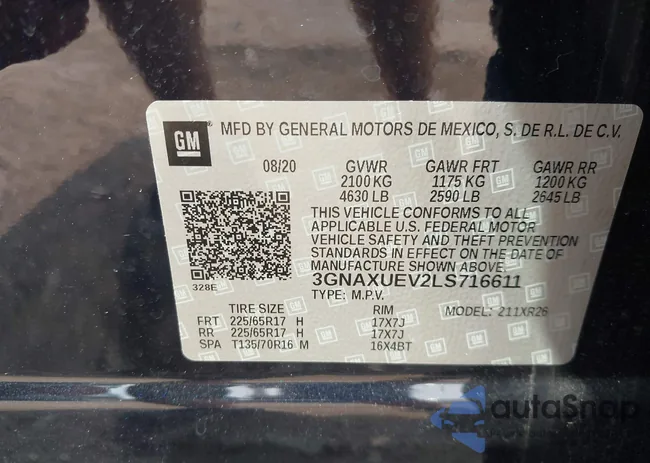 GM MFD BY GENERAL MOTORS DE MEXICO, S. DE R.L. DE C.V.
08/20 GVWR GAWR FRT GAWR RR
2100 KG 1175 KG 1200 KG
4630 LB 2590 LB 2645 LB
THIS VEHICLE CONFORMS TO ALL
APPLICABLE U.S. FEDERAL MOTOR
VEHICLE SAFETY AND THEFT PREVENTION
STANDARDS IN EFFECT ON THE DATE OF
MANUFACTURE SHOWN ABOVE.
328E 3GNAXUEV2LS716611
TYPE: M.P.V.
TIRE SIZE RIM MODEL: 211XR26
FRT 225/65R17 H 17X7J
RR 225/65R17 H 17X7J
SPA T135/70R16 M 16X4BT
autaSnap